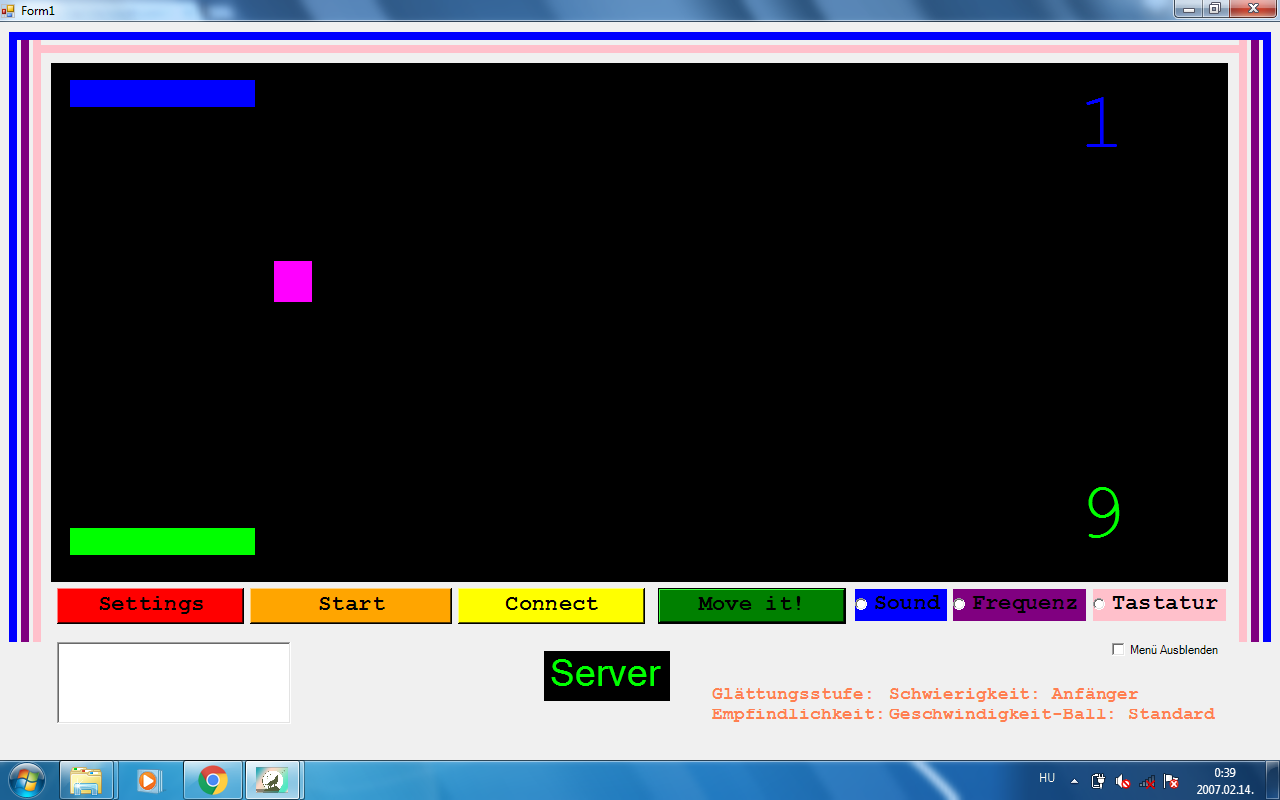 Form1
1
9
Settings Start Connect Move it! Sound Frequenz Tastatur
Menü Ausblenden
Server
Glättungsstufe: Schwierigkeit: Anfänger
Empfindlichkeit: Geschwindigkeit-Ball: Standard
HU
0:39
2007.02.14.